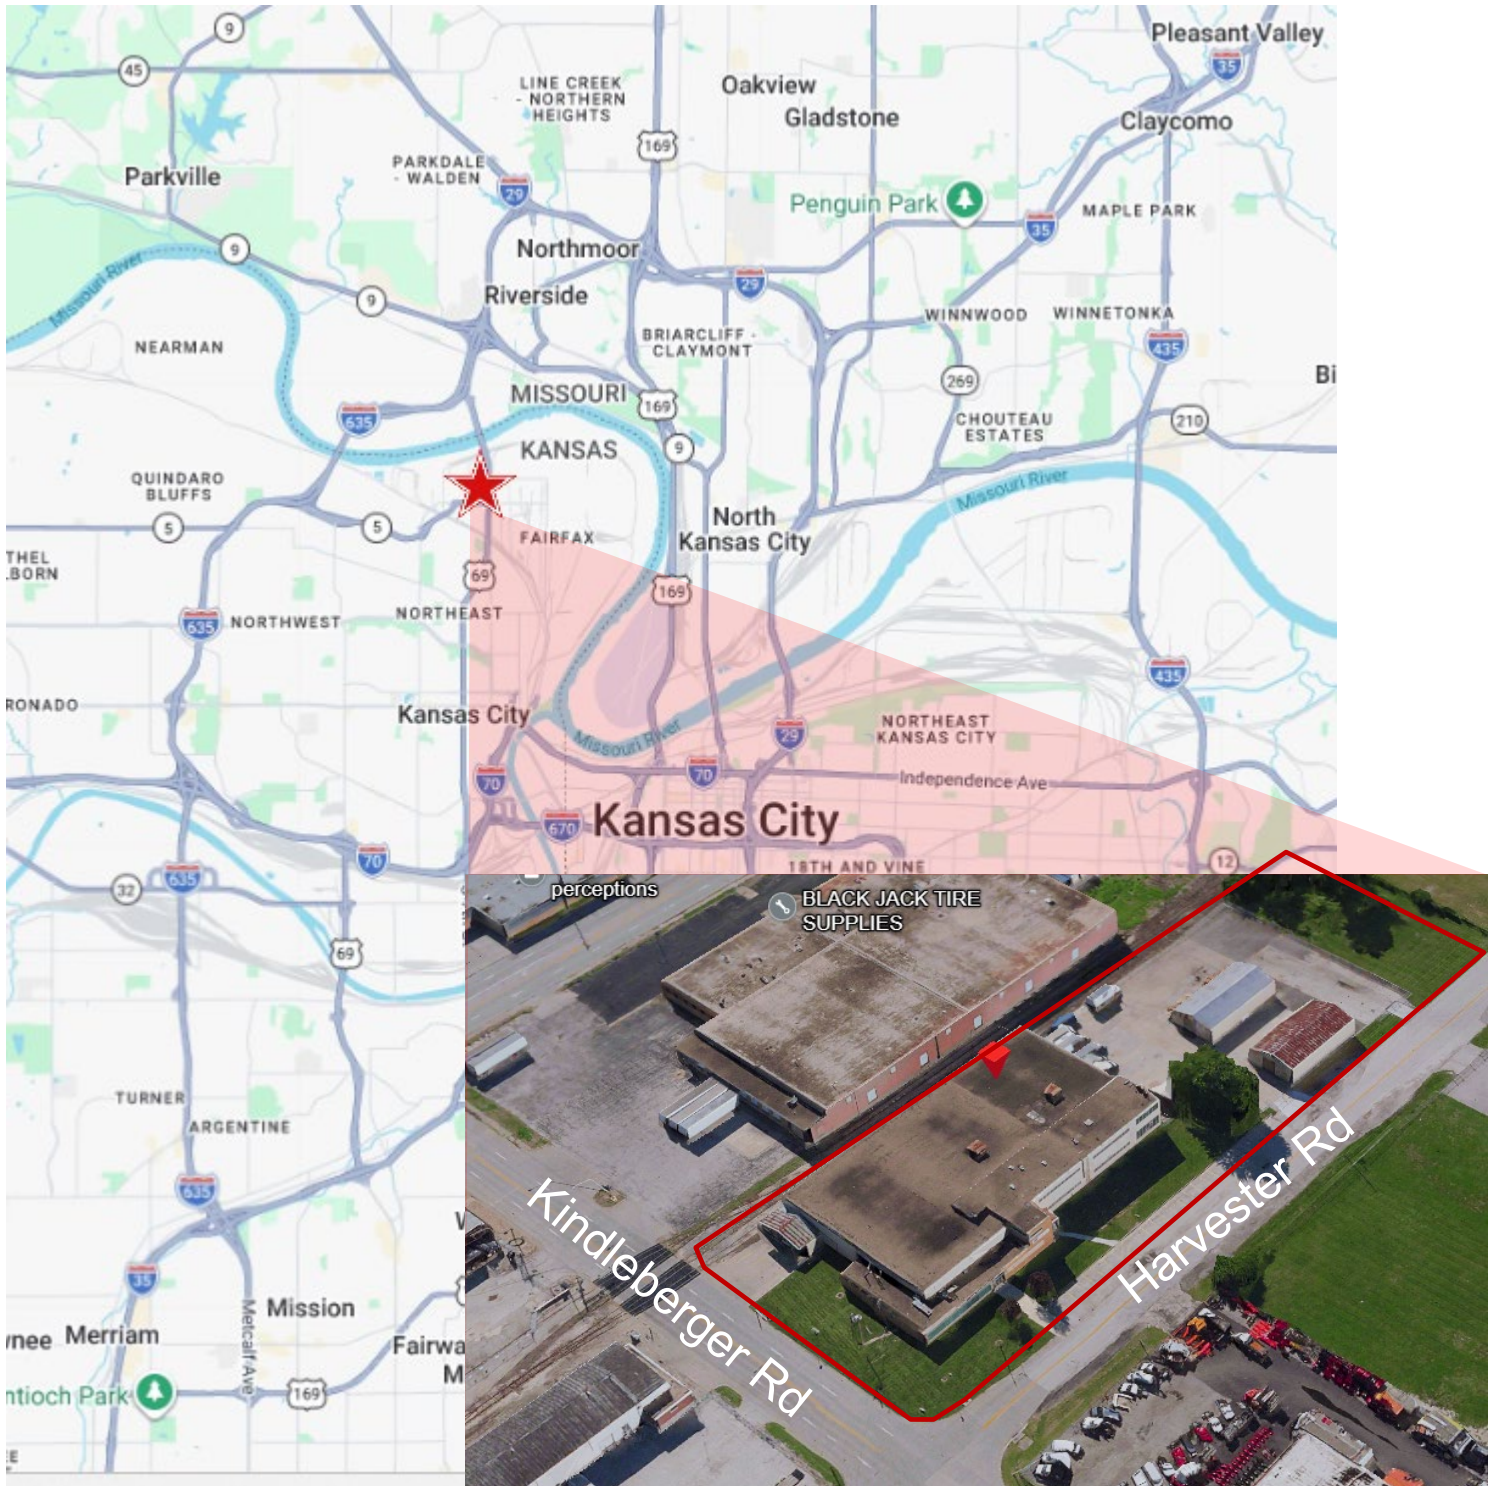 9
Pleasant Valley
35
45
LINE CREEK
- NORTHERN
HEIGHTS
Oakview
Gladstone
Claycomo
169
PARKDALE
- WALDEN
Parkville
29
Penguin Park
MAPLE PARK
35
9
Northmoor
Missouri River
29
Riverside
9
WINNWOOD
WINNETONKA
NEARMAN
BRIARCLIFF -
CLAYMONT
435
Bi
269
MISSOURI
169
635
CHOUTEAU
ESTATES
210
KANSAS
9
QUINDARO
BLUFFS
Missouri River
5
5
North
Kansas City
FAIRFAX
THEL
BORN
69
169
NORTHEAST
635
NORTHWEST
435
RONADO
Kansas City
NORTHEAST
KANSAS CITY
Missouri River
29
70
70
Independence Ave
Kansas City
670
18TH AND VINE
12
70
635
32
perceptions
BLACK JACK TIRE
SUPPLIES
69
TURNER
ARGENTINE
635
Kindleberger Rd
Harvester Rd
35
Mission
Metcalf Ave
wnee
Merriam
Fairwa
M
ntioch Park
169